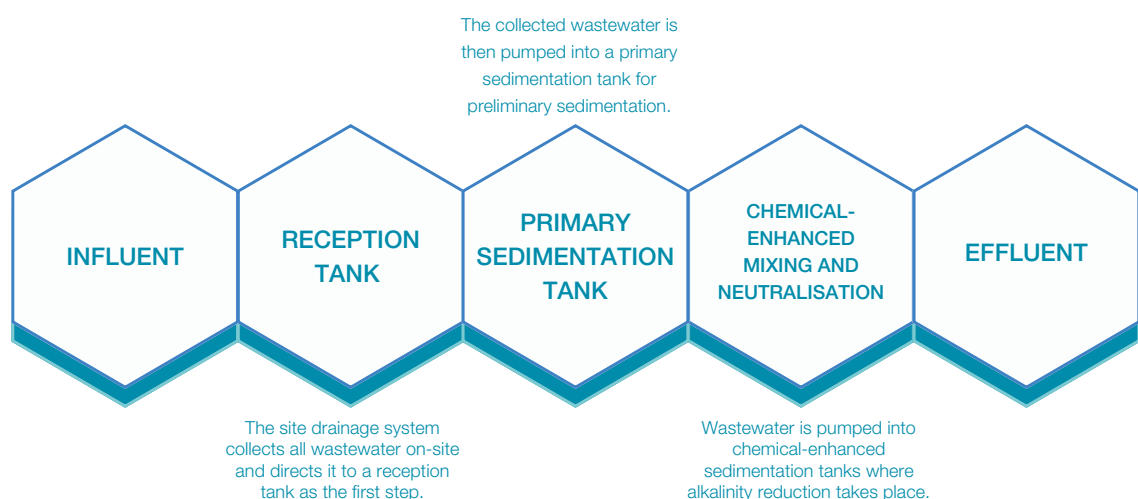 The collected wastewater is
then pumped into a primary
sedimentation tank for
preliminary sedimentation.
INFLUENT
RECEPTION
TANK
PRIMARY
SEDIMENTATION
TANK
CHEMICAL-
ENHANCED
MIXING AND
NEUTRALISATION
EFFLUENT
The site drainage system
collects all wastewater on-site
and directs it to a reception
tank as the first step.
Wastewater is pumped into
chemical-enhanced
sedimentation tanks where
alkalinity reduction takes place.